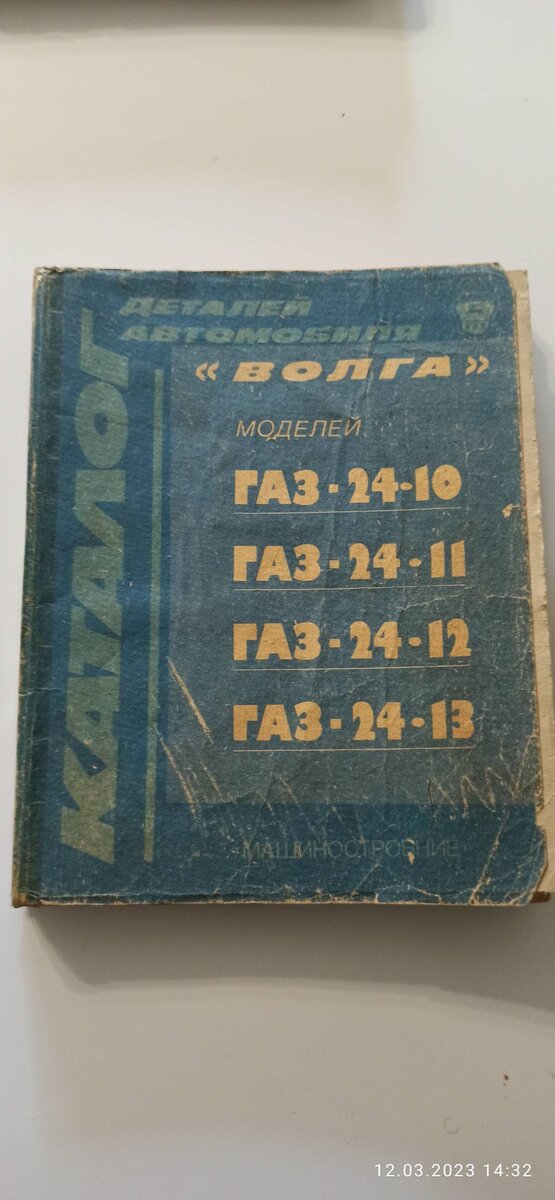 КАТАЛОГ
ДЕТАЛЕЙ
АВТОМОБИЛЯ
«ВОЛГА»
МОДЕЛЕЙ
ГАЗ-24-10
ГАЗ-24-11
ГАЗ-24-12
ГАЗ-24-13
«МАШИНОСТРОЕНИЕ»
12.03.2023 14:32